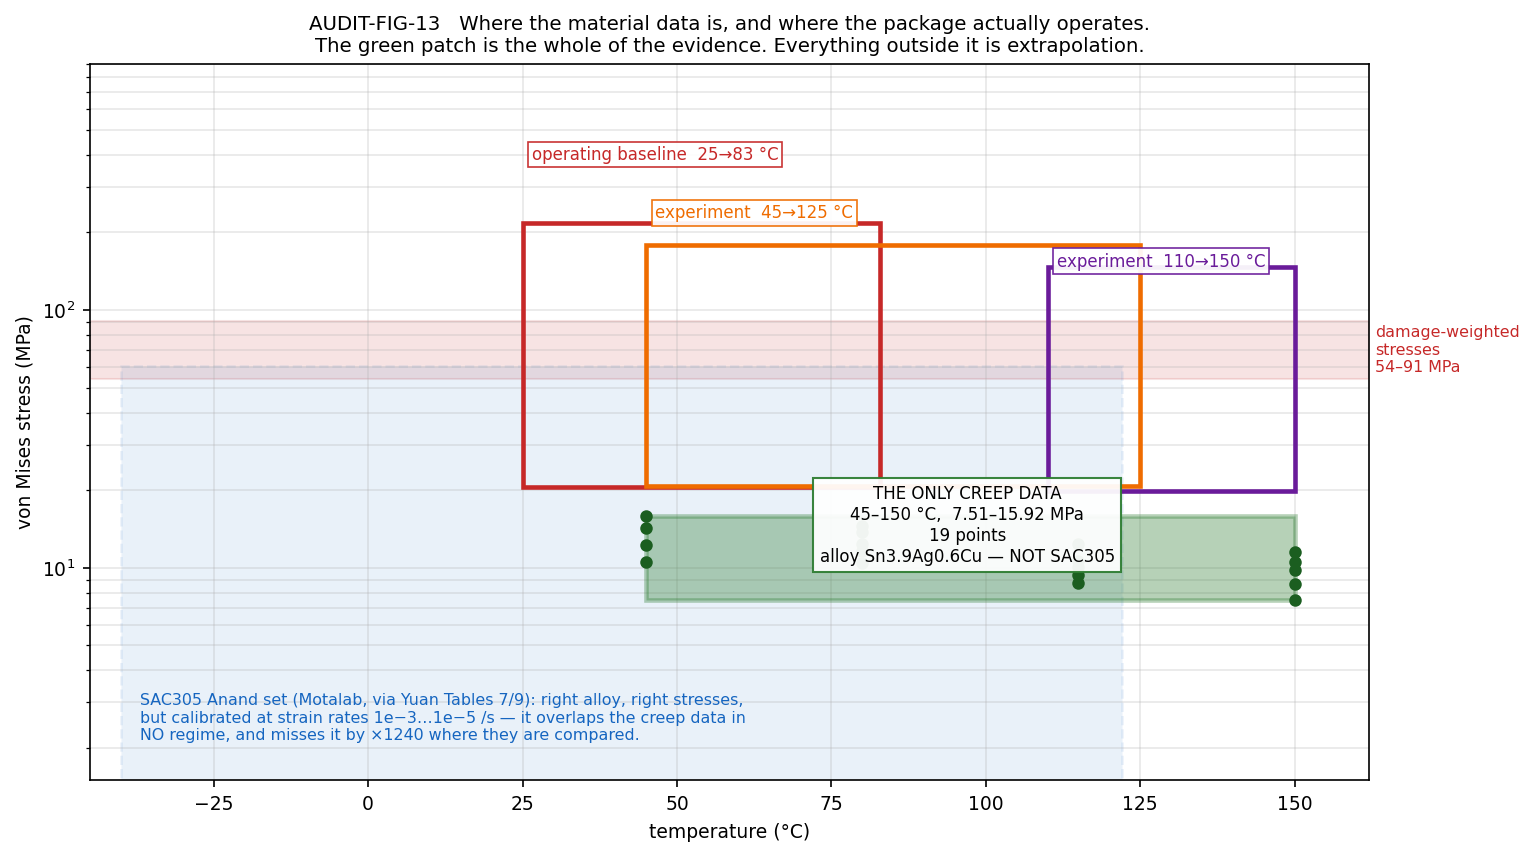 AUDIT-FIG-13   Where the material data is, and where the package actually operates.
The green patch is the whole of the evidence. Everything outside it is extrapolation.
operating baseline  25→83 °C
experiment  45→125 °C
experiment  110→150 °C
damage-weighted
stresses
54–91 MPa
THE ONLY CREEP DATA
45–150 °C,  7.51–15.92 MPa
19 points
alloy Sn3.9Ag0.6Cu — NOT SAC305
SAC305 Anand set (Motalab, via Yuan Tables 7/9): right alloy, right stresses,
but calibrated at strain rates 1e−3…1e−5 /s — it overlaps the creep data in
NO regime, and misses it by ×1240 where they are compared.
von Mises stress (MPa)
10²
10¹
−25
0
25
50
75
100
125
150
temperature (°C)